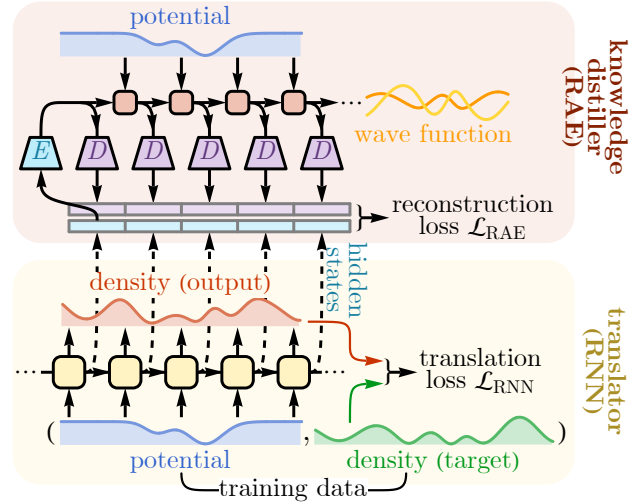 potential
knowledge
distiller
(RAE)
wave function
E D D D D D
reconstruction
loss ℒRAE
hidden
states
density (output)
translator
(RNN)
translation
loss ℒRNN
( , )
potential
density (target)
training data